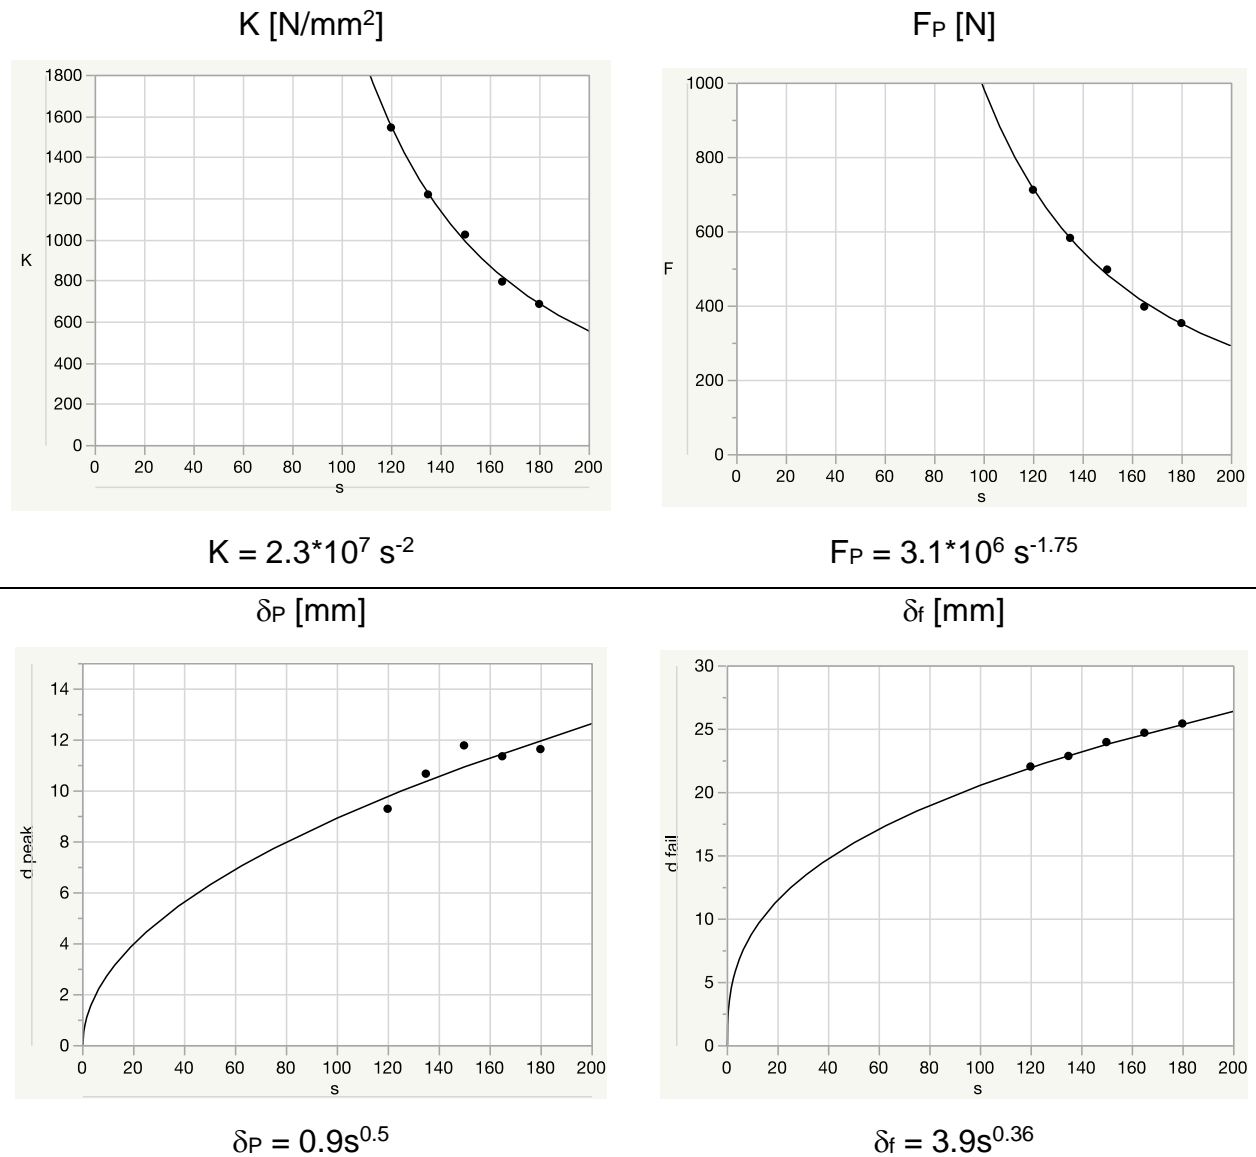 K [N/mm²]
F_P [N]
1800
1600
1400
1200
1000
800
600
400
200
0
K
0 20 40 60 80 100 120 140 160 180 200
s
1000
800
600
400
200
0
F
0 20 40 60 80 100 120 140 160 180 200
s
K = 2.3*10⁷ s⁻²
Fᴘ = 3.1*10⁶ s⁻¹·⁷⁵
δᴘ [mm]
δf [mm]
14
12
10
8
6
4
2
0
d peak
0 20 40 60 80 100 120 140 160 180 200
s
30
25
20
15
10
5
0
d fail
0 20 40 60 80 100 120 140 160 180 200
s
δᴘ = 0.9s⁰·⁵
δf = 3.9s⁰·³⁶